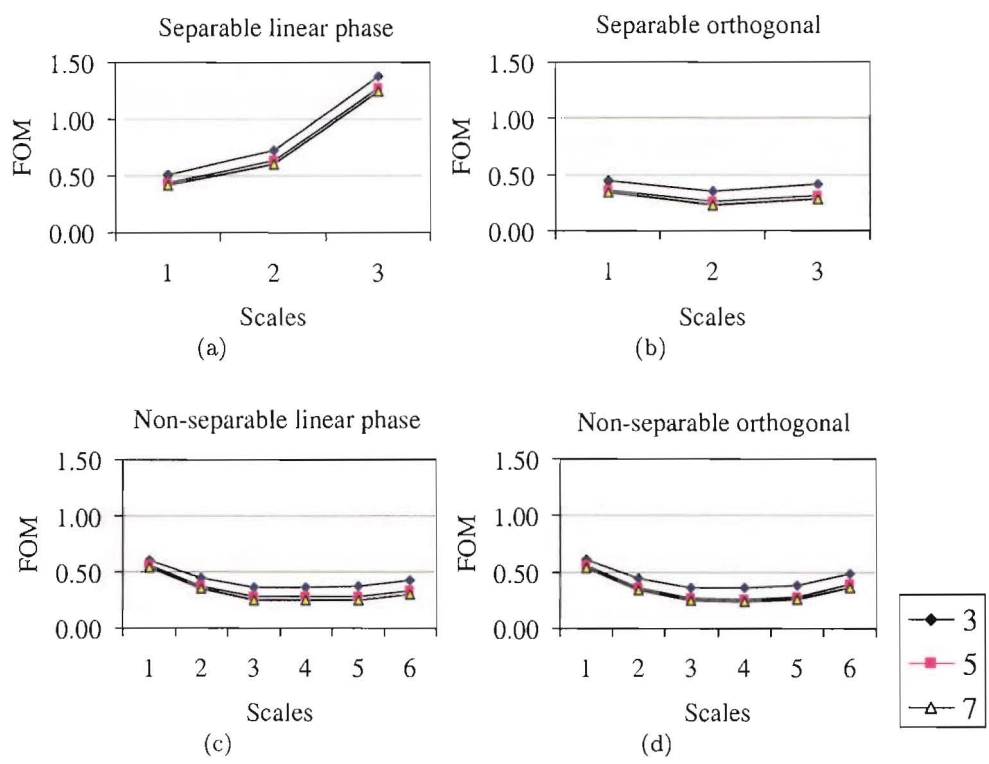 Separable linear phase
1.50
1.00
0.50
0.00
FOM
1 2 3
Scales
(a)
Separable orthogonal
1.50
1.00
0.50
0.00
FOM
1 2 3
Scales
(b)
Non-separable linear phase
1.50
1.00
0.50
0.00
FOM
1 2 3 4 5 6
Scales
(c)
Non-separable orthogonal
1.50
1.00
0.50
0.00
FOM
1 2 3 4 5 6
Scales
(d)
3
5
7